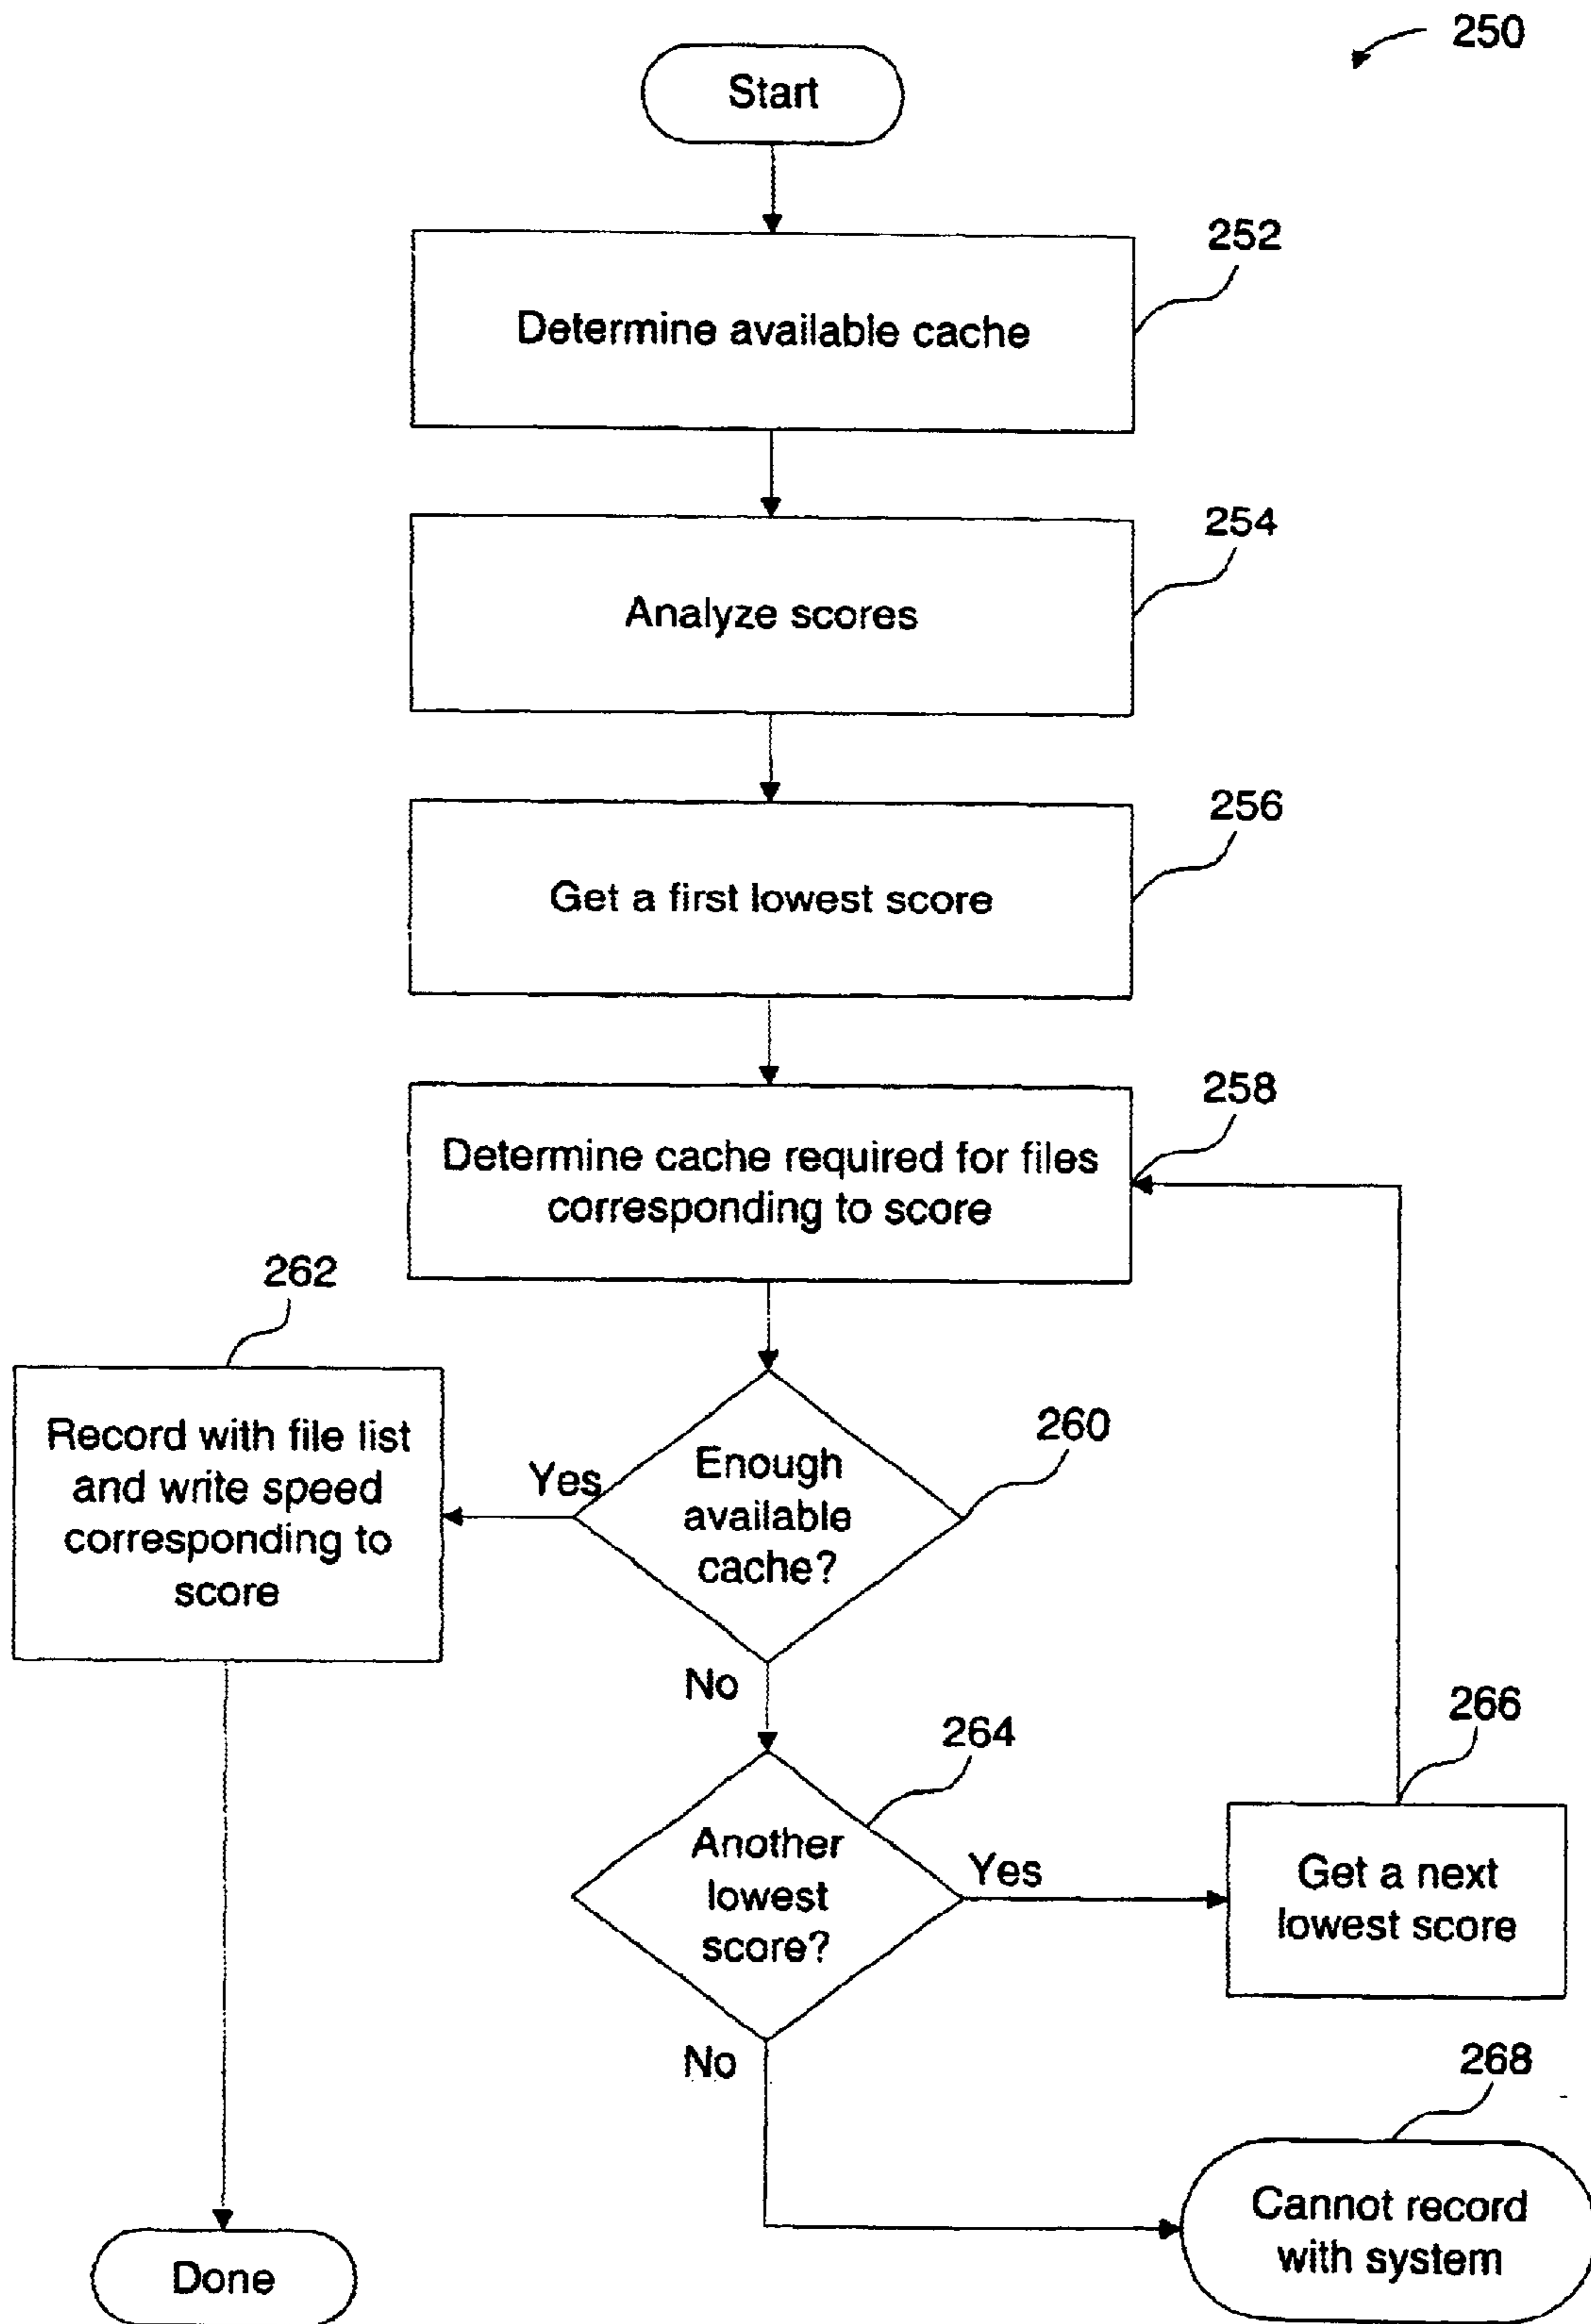 250
Start
252
Determine available cache
254
Analyze scores
256
Get a first lowest score
258
Determine cache required for files
corresponding to score
262
Record with file list
and write speed
corresponding to
score
Yes
260
Enough
available
cache?
No
264
Another
lowest
score?
Yes
266
Get a next
lowest score
No
268
Cannot record
with system
Done